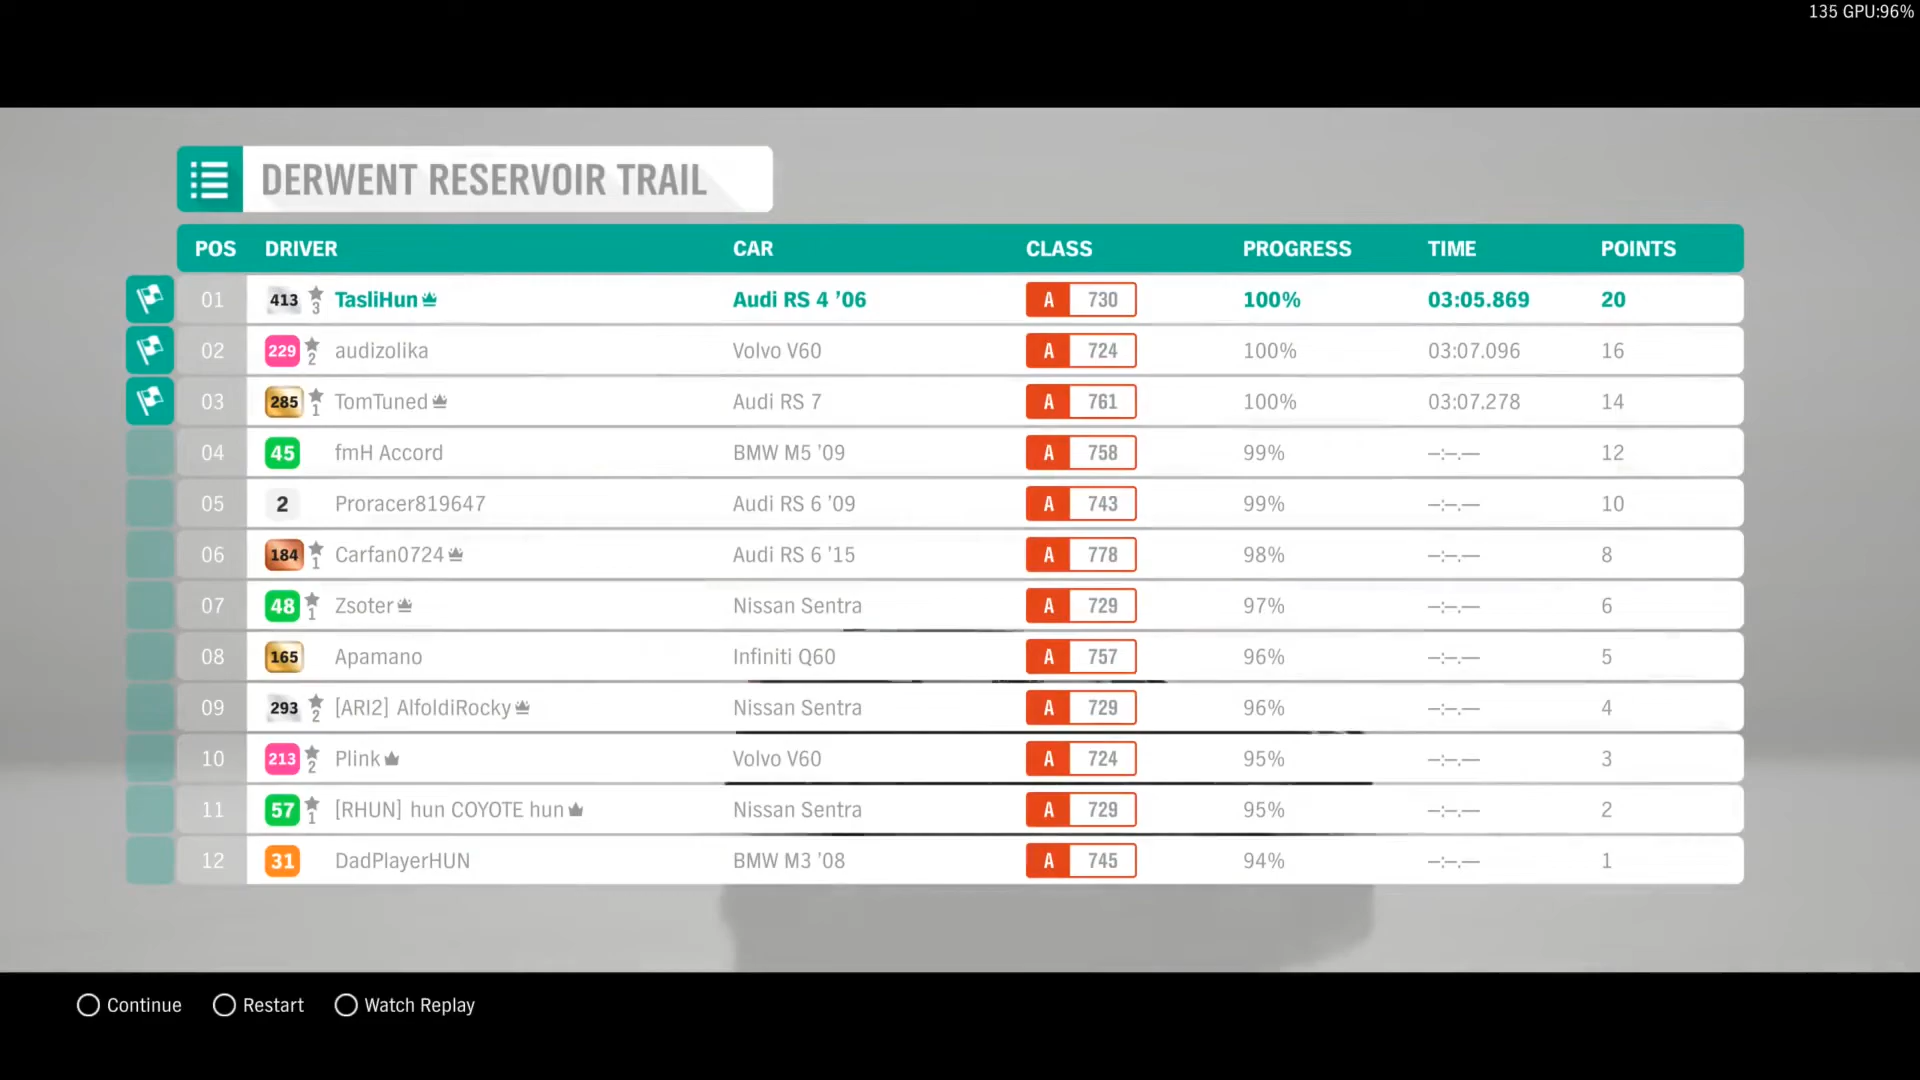 135 GPU:96%
DERWENT RESERVOIR TRAIL
POS DRIVER CAR CLASS PROGRESS TIME POINTS
01 413 3 TasliHun Audi RS 4 '06 A 730 100% 03:05.869 20
02 229 2 audizolika Volvo V60 A 724 100% 03:07.096 16
03 285 1 TomTuned Audi RS 7 A 761 100% 03:07.278 14
04 45 fmH Accord BMW M5 '09 A 758 99% –:–.— 12
05 2 Proracer819647 Audi RS 6 '09 A 743 99% –:–.— 10
06 184 1 Carfan0724 Audi RS 6 '15 A 778 98% –:–.— 8
07 48 1 Zsoter Nissan Sentra A 729 97% –:–.— 6
08 165 Apamano Infiniti Q60 A 757 96% –:–.— 5
09 293 2 [ARI2] AlfoldiRocky Nissan Sentra A 729 96% –:–.— 4
10 213 2 Plink Volvo V60 A 724 95% –:–.— 3
11 57 1 [RHUN] hun COYOTE hun Nissan Sentra A 729 95% –:–.— 2
12 31 DadPlayerHUN BMW M3 '08 A 745 94% –:–.— 1
Continue Restart Watch Replay